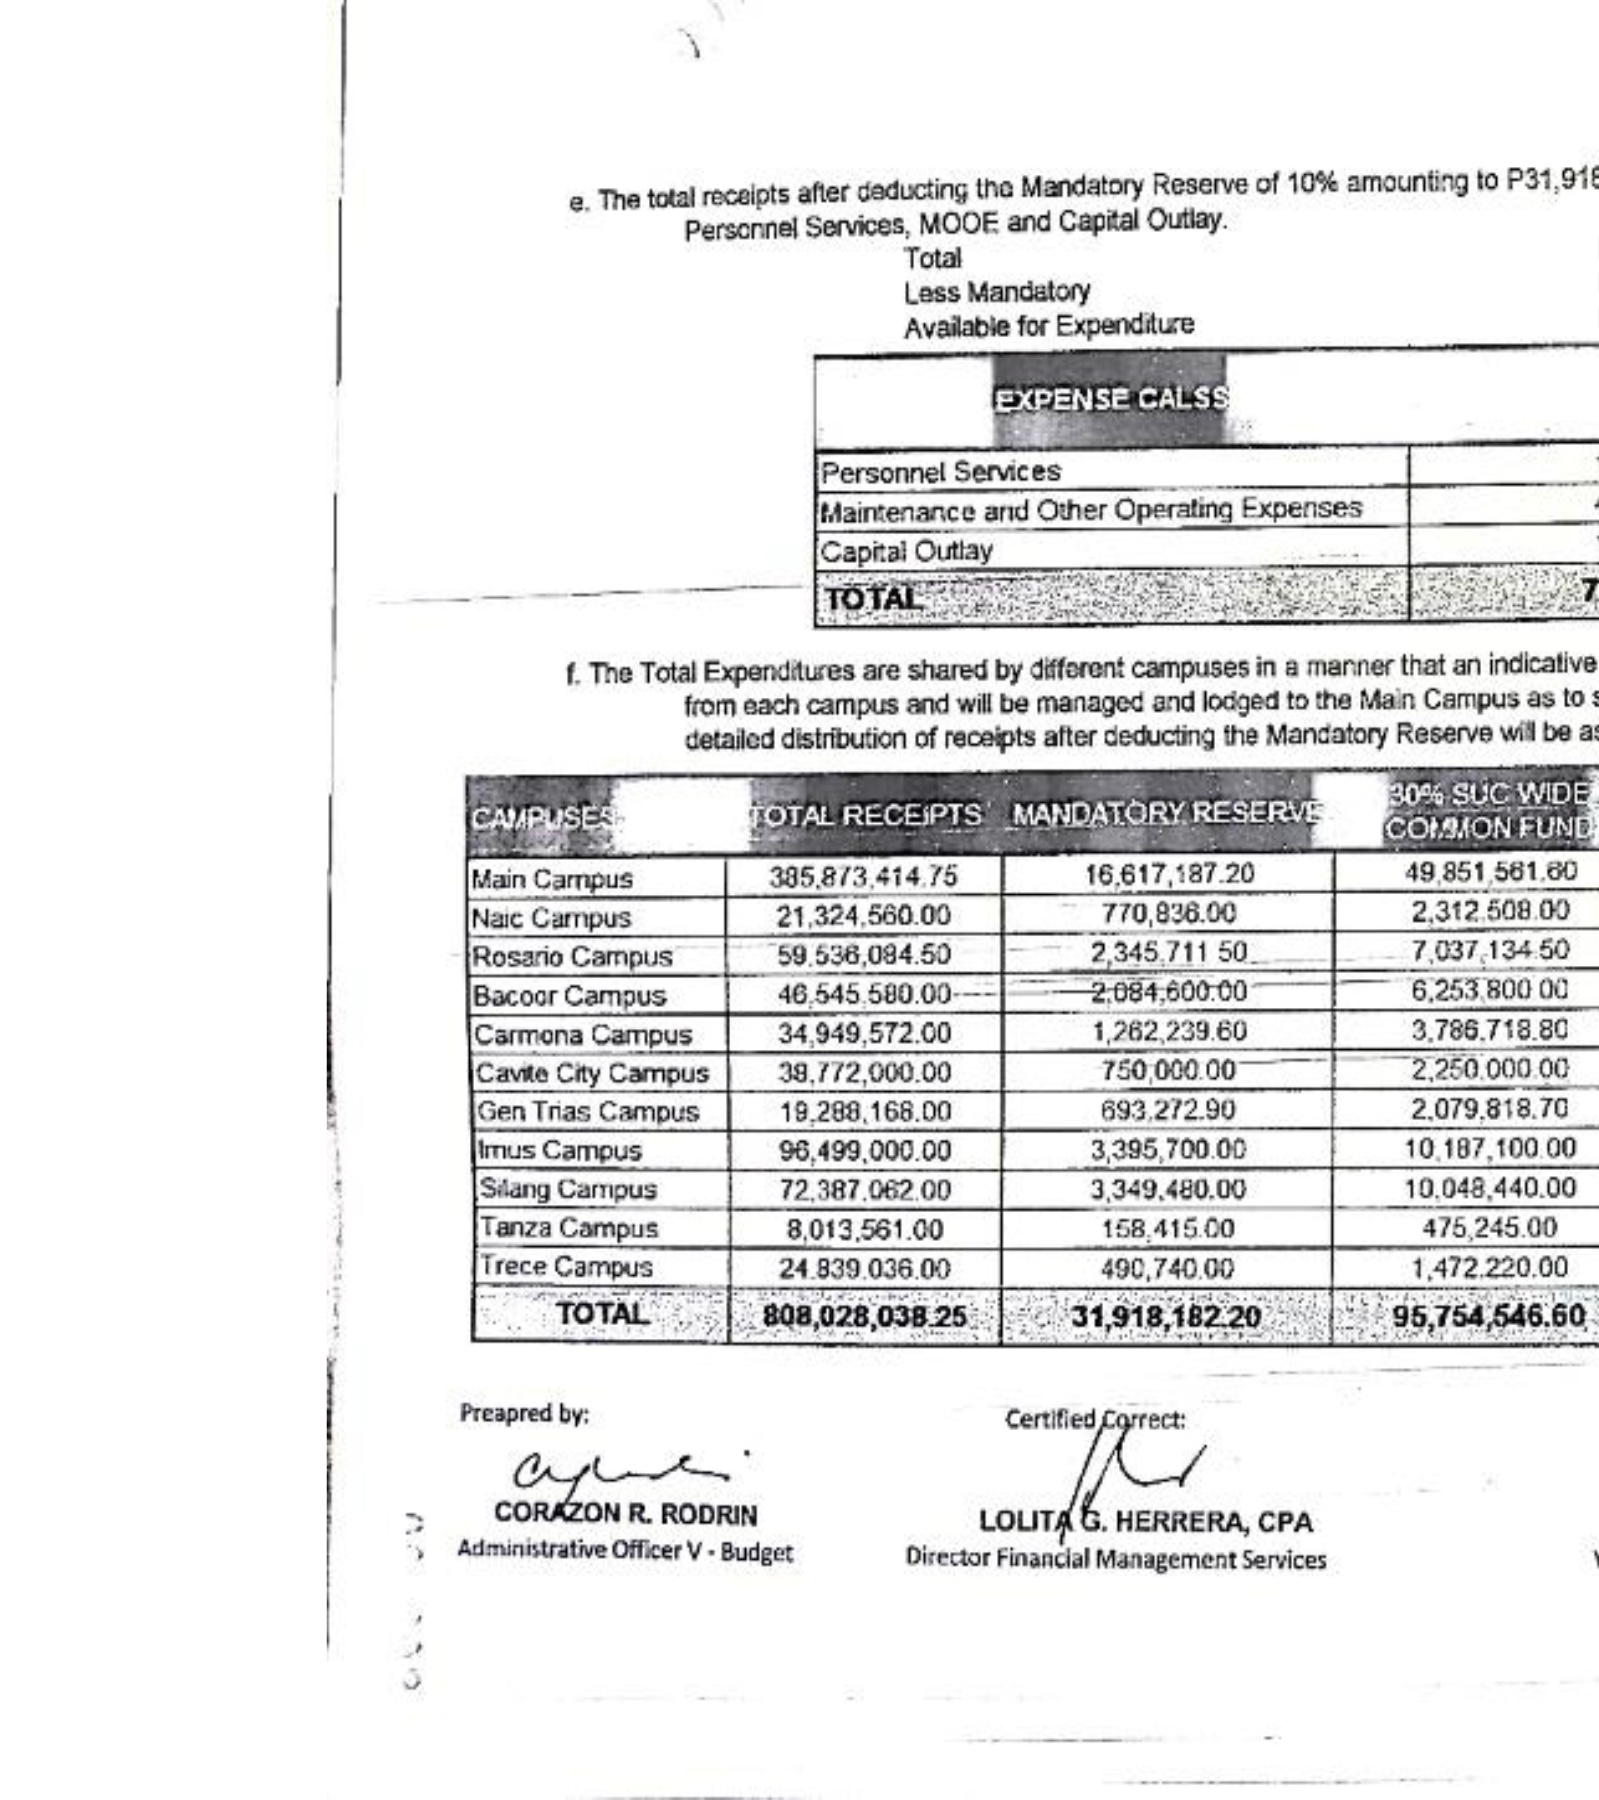 e. The total receipts after deducting the Mandatory Reserve of 10% amounting to P31,918
Personnel Services, MOOE and Capital Outlay.
Total
Less Mandatory
Available for Expenditure
EXPENSE CALSS
Personnel Services
Maintenance and Other Operating Expenses
Capital Outlay
TOTAL 7
f. The Total Expenditures are shared by different campuses in a manner that an indicative
from each campus and will be managed and lodged to the Main Campus as to s
detailed distribution of receipts after deducting the Mandatory Reserve will be as
CAMPUSES TOTAL RECEIPTS MANDATORY RESERVE 30% SUC WIDE COMMON FUND
Main Campus 385,873,414.75 16,617,187.20 49,851,561.60
Naic Campus 21,324,560.00 770,836.00 2,312,508.00
Rosario Campus 59,536,084.50 2,345,711.50 7,037,134.50
Bacoor Campus 46,545,580.00 2,084,600.00 6,253,800.00
Carmona Campus 34,949,572.00 1,262,239.60 3,786,718.80
Cavite City Campus 38,772,000.00 750,000.00 2,250,000.00
Gen Trias Campus 19,288,168.00 693,272.90 2,079,818.70
Imus Campus 96,499,000.00 3,395,700.00 10,187,100.00
Silang Campus 72,387,062.00 3,349,480.00 10,048,440.00
Tanza Campus 8,013,561.00 158,415.00 475,245.00
Trece Campus 24,839,036.00 490,740.00 1,472,220.00
TOTAL 808,028,038.25 31,918,182.20 95,754,546.60
Preapred by: Certified Correct:
CORAZON R. RODRIN LOLITA G. HERRERA, CPA
Administrative Officer V - Budget Director Financial Management Services